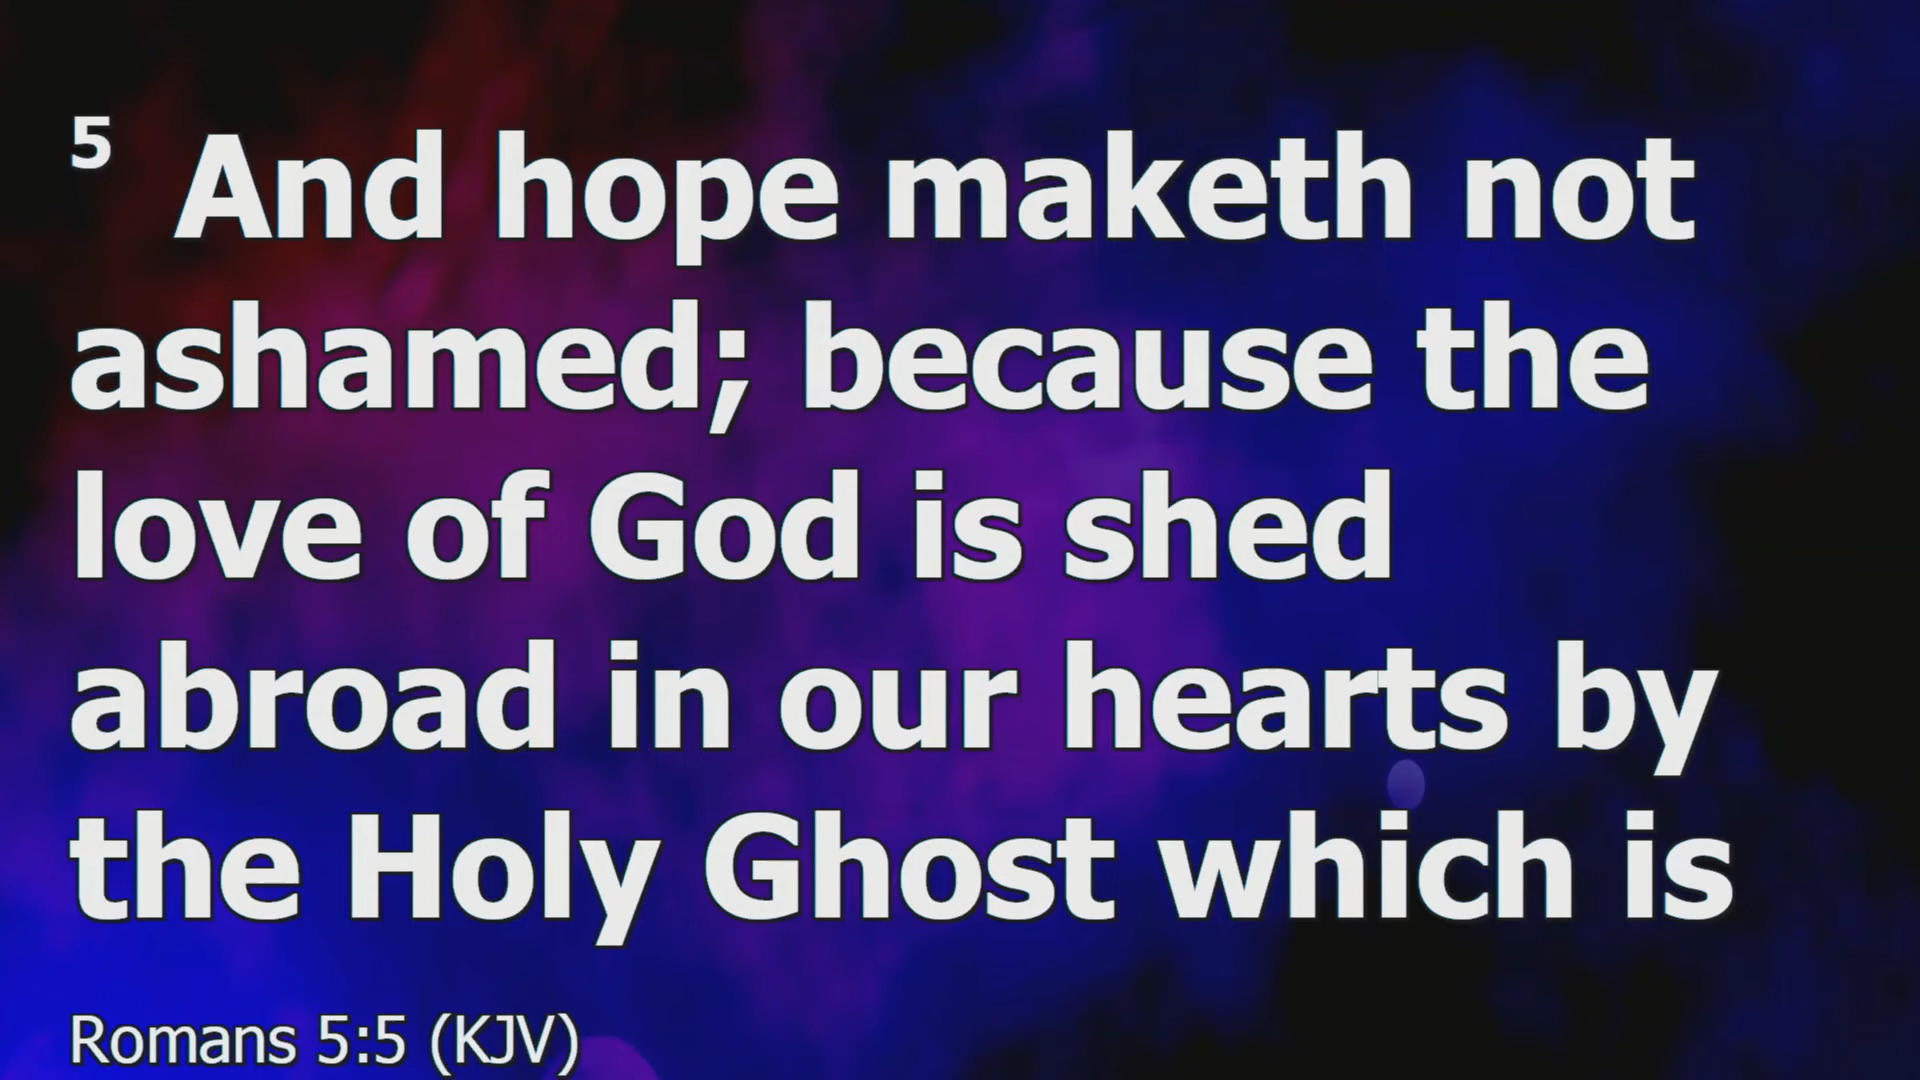 5 And hope maketh not
ashamed; because the
love of God is shed
abroad in our hearts by
the Holy Ghost which is
Romans 5:5 (KJV)